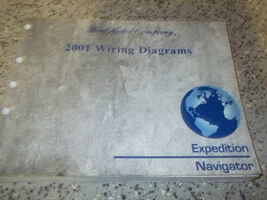 Ford Motor Company
2001 Wiring Diagrams
Expedition
Navigator